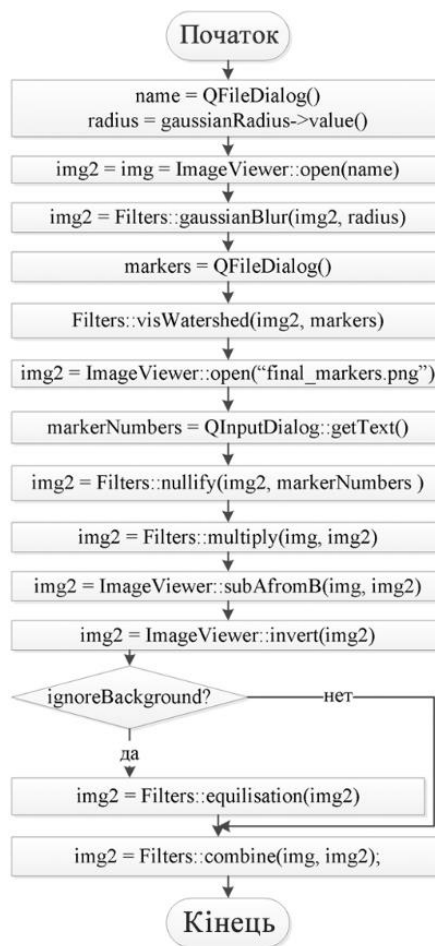 Початок
name = QFileDialog()
radius = gaussianRadius->value()
img2 = img = ImageViewer::open(name)
img2 = Filters::gaussianBlur(img2, radius)
markers = QFileDialog()
Filters::visWatershed(img2, markers)
img2 = ImageViewer::open(“final_markers.png”)
markerNumbers = QInputDialog::getText()
img2 = Filters::nullify(img2, markerNumbers )
img2 = Filters::multiply(img, img2)
img2 = ImageViewer::subAfromB(img, img2)
img2 = ImageViewer::invert(img2)
ignoreBackground?
нет
да
img2 = Filters::equilisation(img2)
img2 = Filters::combine(img, img2);
Кінець